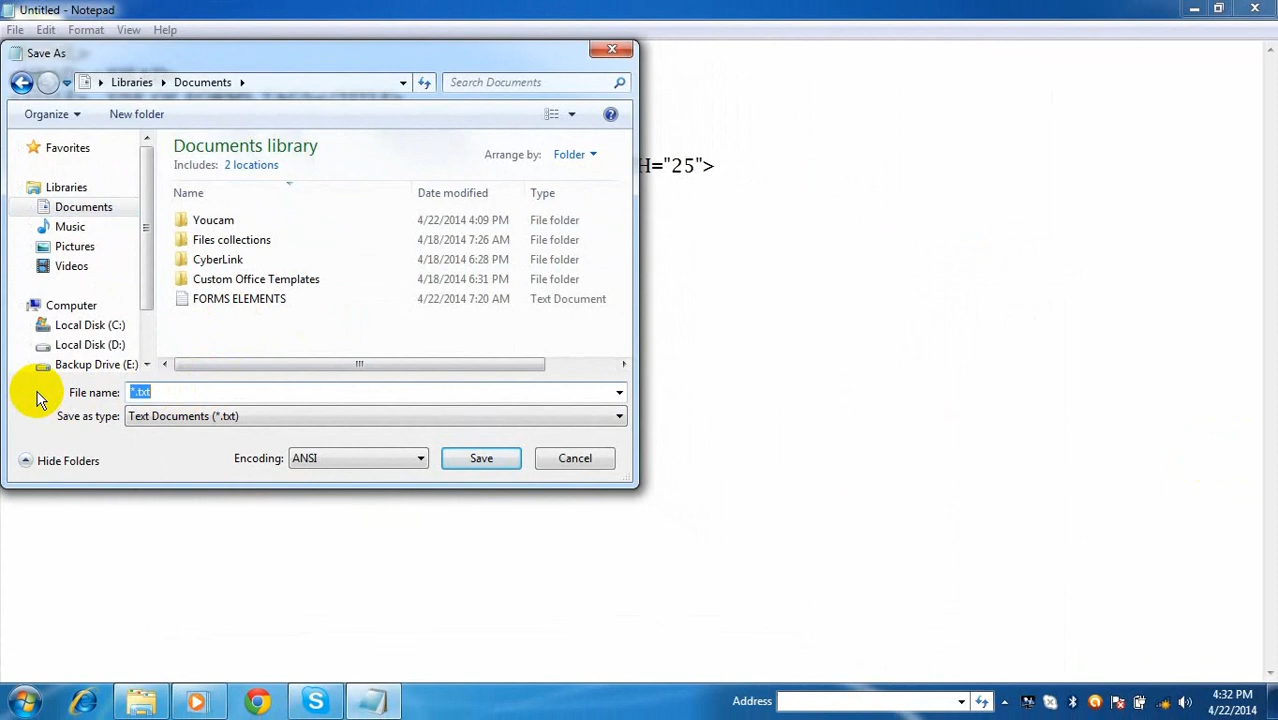 Untitled - Notepad
File Edit Format View Help
Save As
Libraries Documents
Search Documents
Organize New folder
Favorites
Libraries
Documents
Music
Pictures
Videos
Computer
Local Disk (C:)
Local Disk (D:)
Backup Drive (E:)
Documents library
Includes: 2 locations
Arrange by: Folder
Name Date modified Type
Youcam 4/22/2014 4:09 PM File folder
Files collections 4/18/2014 7:26 AM File folder
CyberLink 4/18/2014 6:28 PM File folder
Custom Office Templates 4/18/2014 6:31 PM File folder
FORMS ELEMENTS 4/22/2014 7:20 AM Text Document
H="25">
File name: *.txt
Save as type: Text Documents (*.txt)
Hide Folders
Encoding: ANSI
Save
Cancel
Address
4:32 PM
4/22/2014